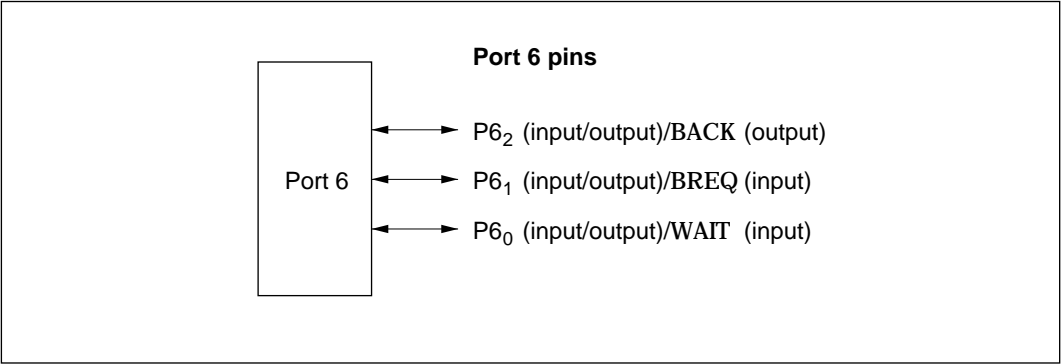 Port 6 pins
P6₂ (input/output)/BACK (output)
Port 6
P6₁ (input/output)/BREQ (input)
P6₀ (input/output)/WAIT (input)